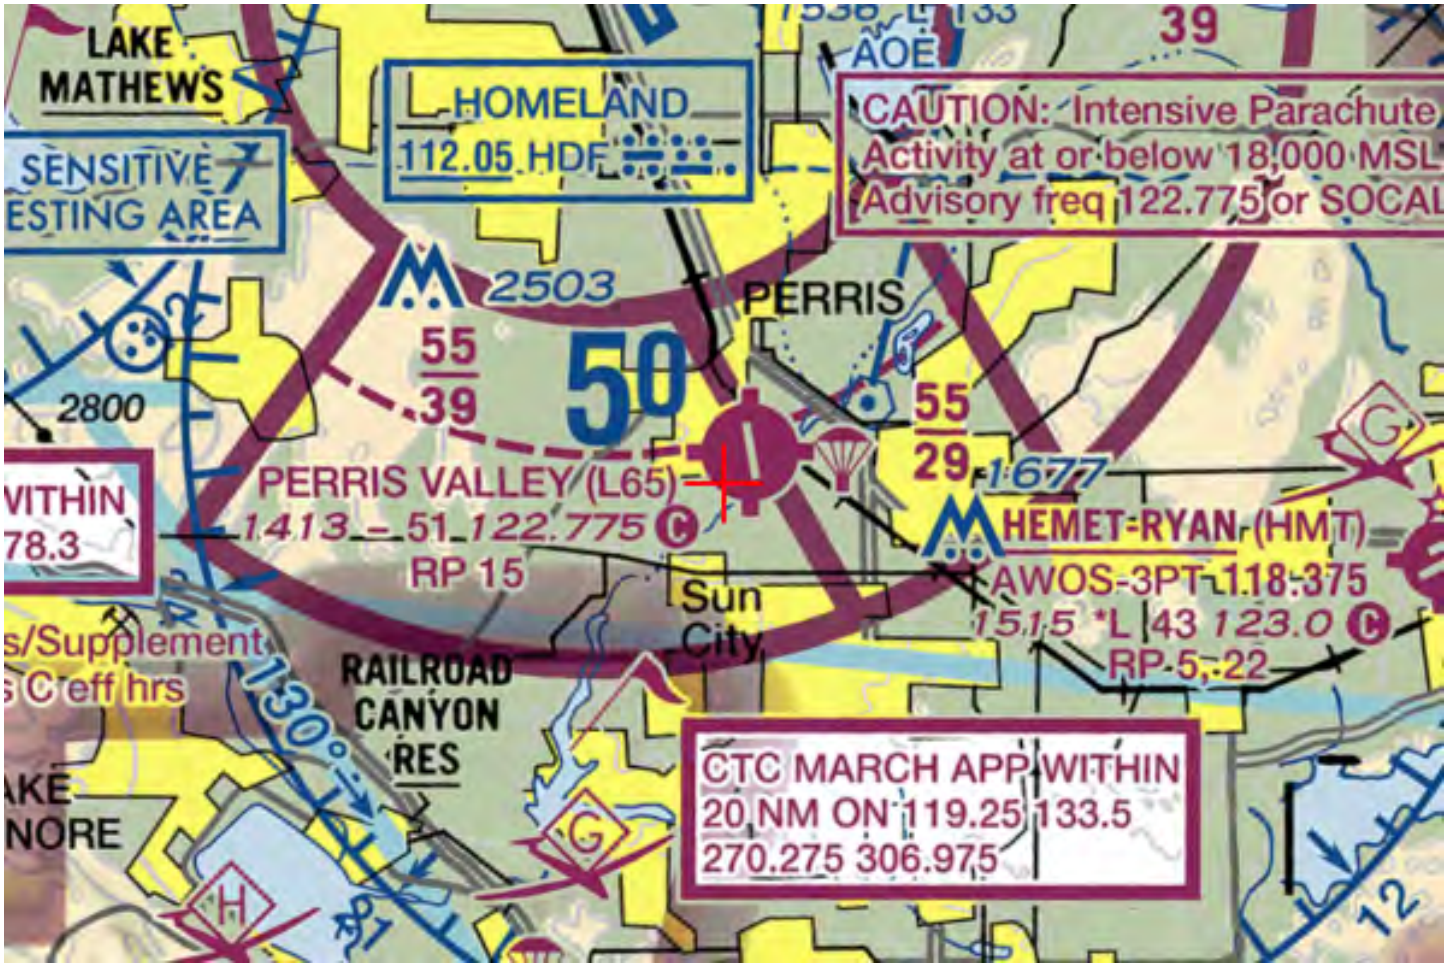 1538 L 133
39
LAKE
MATHEWS
AOE
HOMELAND
112.05 HDF
CAUTION: Intensive Parachute
Activity at or below 18,000 MSL
Advisory freq 122.775 or SOCAL
SENSITIVE
ESTING AREA
2503
PERRIS
55
39
50
2800
55
29
1677
G
PERRIS VALLEY (L65)
1413 - 51 122.775 C
RP 15
WITHIN
78.3
HEMET-RYAN (HMT)
AWOS-3PT 118.375
1515 *L 43 123.0 C
RP 5, 22
Sun
City
s/Supplement
s C eff hrs
130°
RAILROAD
CANYON
RES
CTC MARCH APP WITHIN
20 NM ON 119.25 133.5
270.275 306.975
AKE
NORE
G
H
21
12